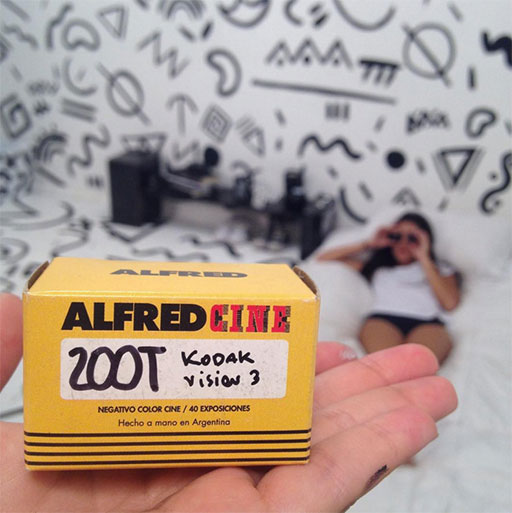 ALFRED
ALFREDCINE
200T KODAK
vision 3
NEGATIVO COLOR CINE / 40 EXPOSICIONES
Hecho a mano en Argentina